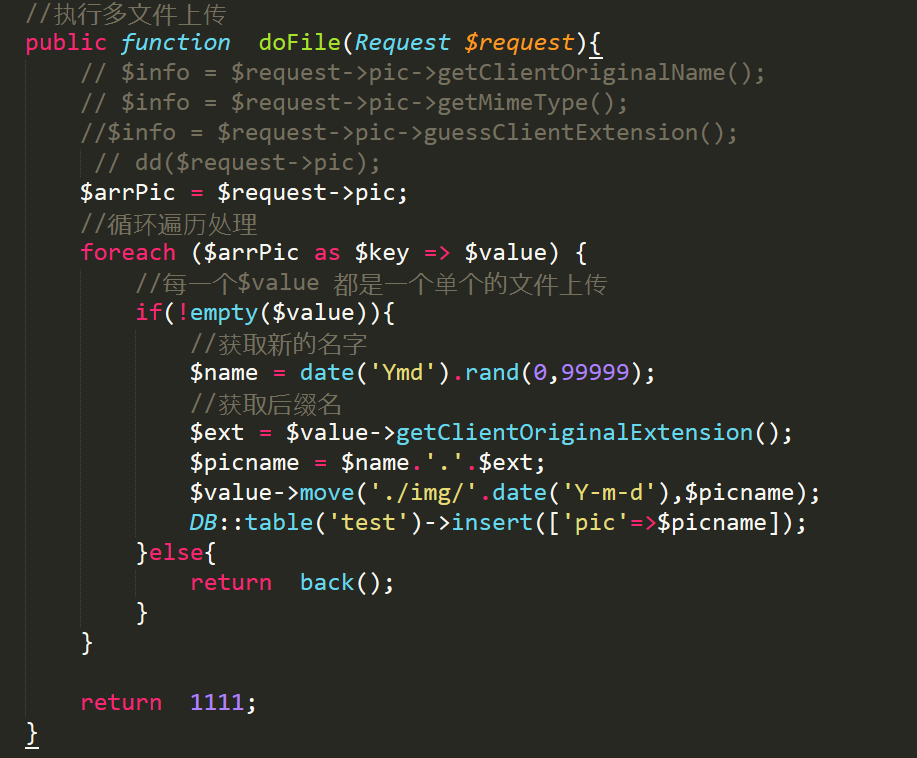 //执行多文件上传
public function  doFile(Request $request){
    // $info = $request->pic->getClientOriginalName();
    // $info = $request->pic->getMimeType();
    //$info = $request->pic->guessClientExtension();
     // dd($request->pic);
    $arrPic = $request->pic;
    //循环遍历处理
    foreach ($arrPic as $key => $value) {
        //每一个$value 都是一个单个的文件上传
        if(!empty($value)){
            //获取新的名字
            $name = date('Ymd').rand(0,99999);
            //获取后缀名
            $ext = $value->getClientOriginalExtension();
            $picname = $name.'.'.$ext;
            $value->move('./img/'.date('Y-m-d'),$picname);
            DB::table('test')->insert(['pic'=>$picname]);
        }else{
            return  back();
        }
    }
    return  1111;
}